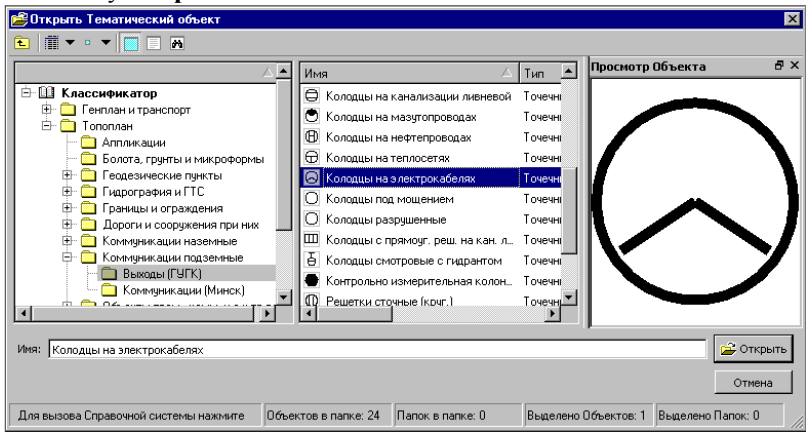 Открыть Тематический объект
Имя
Тип
Просмотр Объекта
Классификатор
Генплан и транспорт
Топоплан
Аппликации
Болота, грунты и микроформы
Геодезические пункты
Гидрография и ГТС
Границы и ограждения
Дороги и сооружения при них
Коммуникации наземные
Коммуникации подземные
Выходы (ГУГК)
Коммуникации (Минск)
Колодцы на канализации ливневой Точечн
Колодцы на мазутопроводах Точечн
Колодцы на нефтепроводах Точечн
Колодцы на теплосетях Точечн
Колодцы на электрокабелях Точечн
Колодцы под мощением Точечн
Колодцы разрушенные Точечн
Колодцы с прямоуг. реш. на кан. л... Точечн
Колодцы смотровые с гидрантом Точечн
Контрольно измерительная колон... Точечн
Решетки сточные (круг.) Точечн
Имя: Колодцы на электрокабелях
Открыть
Отмена
Для вызова Справочной системы нажмите
Объектов в папке: 24
Папок в папке: 0
Выделено Объектов: 1
Выделено Папок: 0